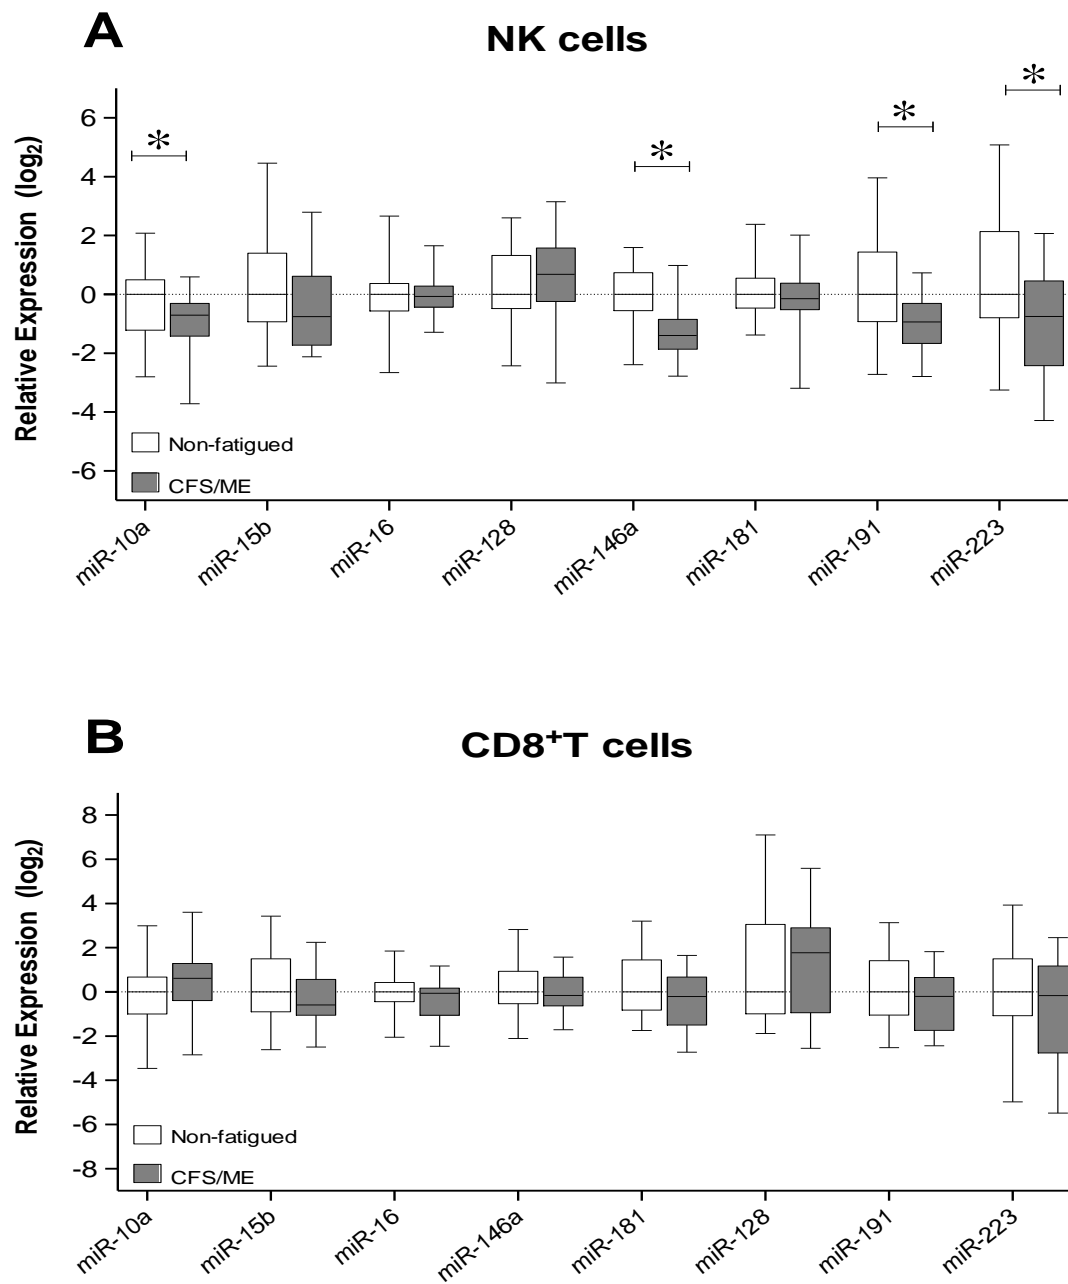 A
NK cells
Relative Expression (log₂)
6
4
2
0
-2
-4
-6
*
*
*
*
Non-fatigued
CFS/ME
miR-10a
miR-15b
miR-16
miR-128
miR-146a
miR-181
miR-191
miR-223
B
CD8⁺T cells
Relative Expression (log₂)
8
6
4
2
0
-2
-4
-6
-8
Non-fatigued
CFS/ME
miR-10a
miR-15b
miR-16
miR-146a
miR-181
miR-128
miR-191
miR-223